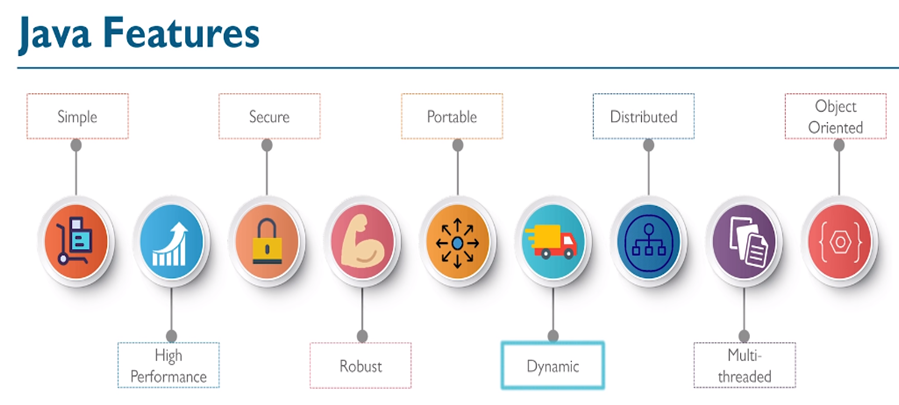 Java Features
Simple
Secure
Portable
Distributed
Object
Oriented
High
Performance
Robust
Dynamic
Multi-
threaded